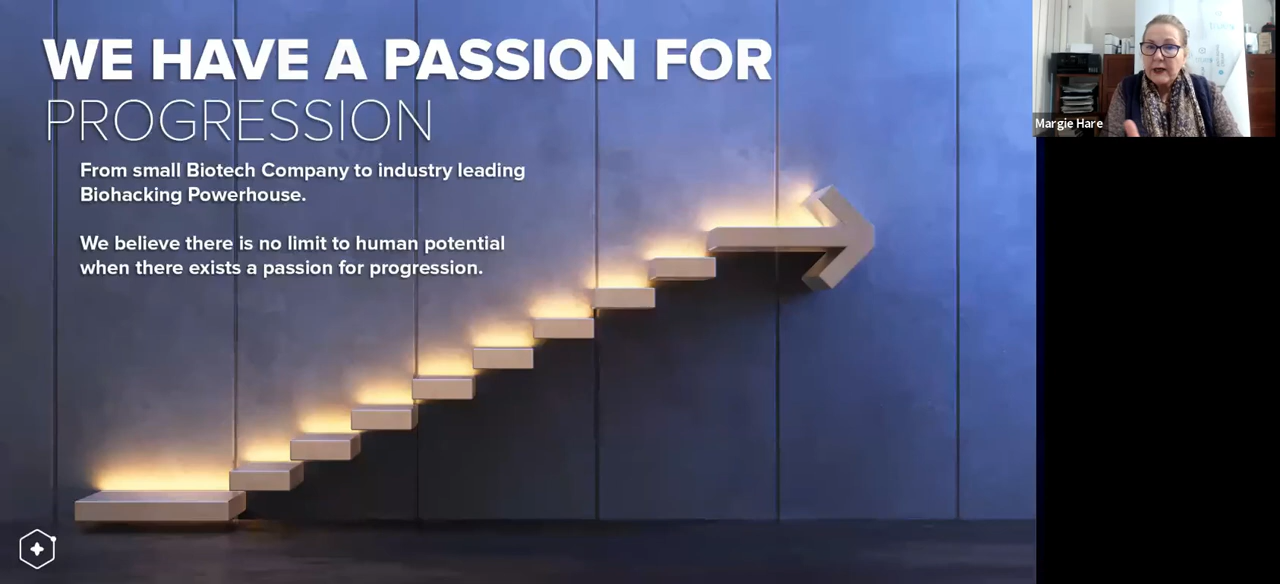 WE HAVE A PASSION FOR
PROGRESSION
From small Biotech Company to industry leading
Biohacking Powerhouse.
We believe there is no limit to human potential
when there exists a passion for progression.
Margie Hare